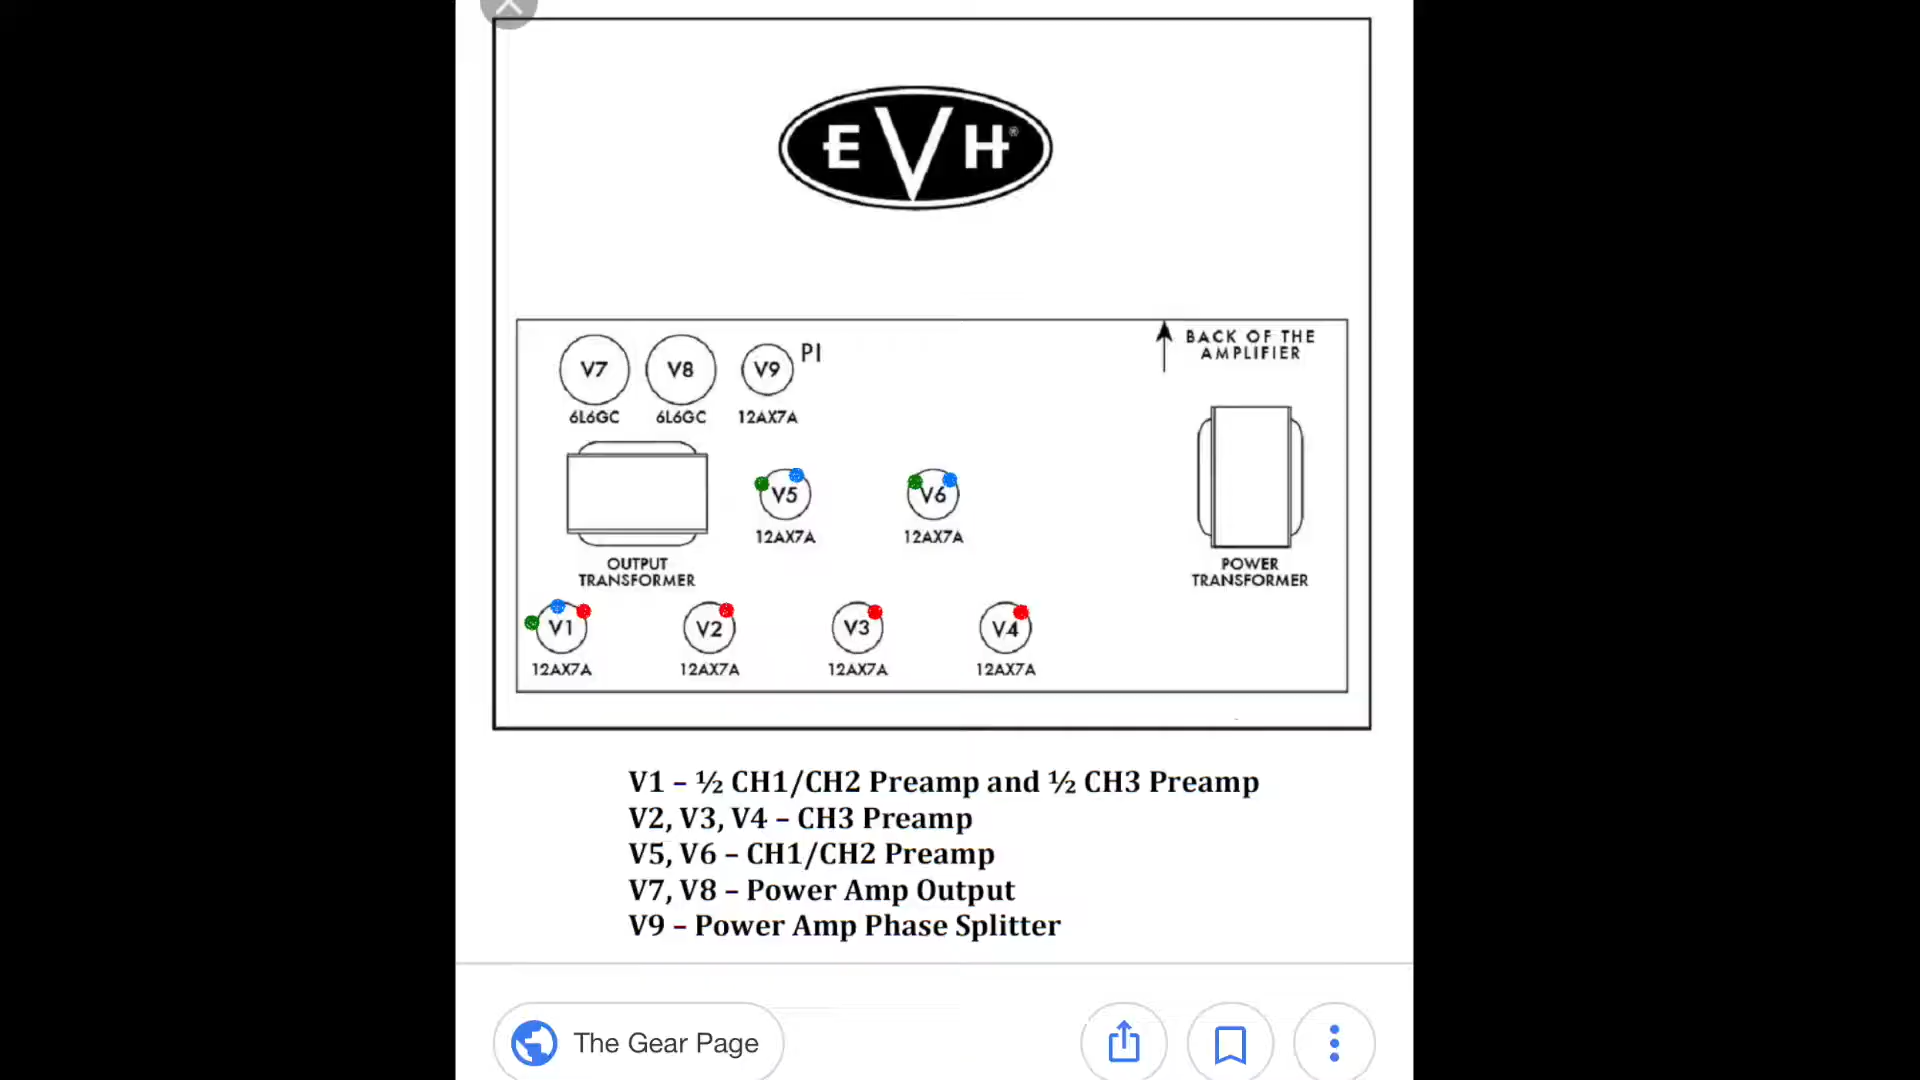 EVH®
V7 V8 V9 PI
6L6GC 6L6GC 12AX7A
BACK OF THE
AMPLIFIER
V5 V6
12AX7A 12AX7A
OUTPUT
TRANSFORMER
POWER
TRANSFORMER
V1 V2 V3 V4
12AX7A 12AX7A 12AX7A 12AX7A
V1 – ½ CH1/CH2 Preamp and ½ CH3 Preamp
V2, V3, V4 – CH3 Preamp
V5, V6 – CH1/CH2 Preamp
V7, V8 – Power Amp Output
V9 – Power Amp Phase Splitter
The Gear Page